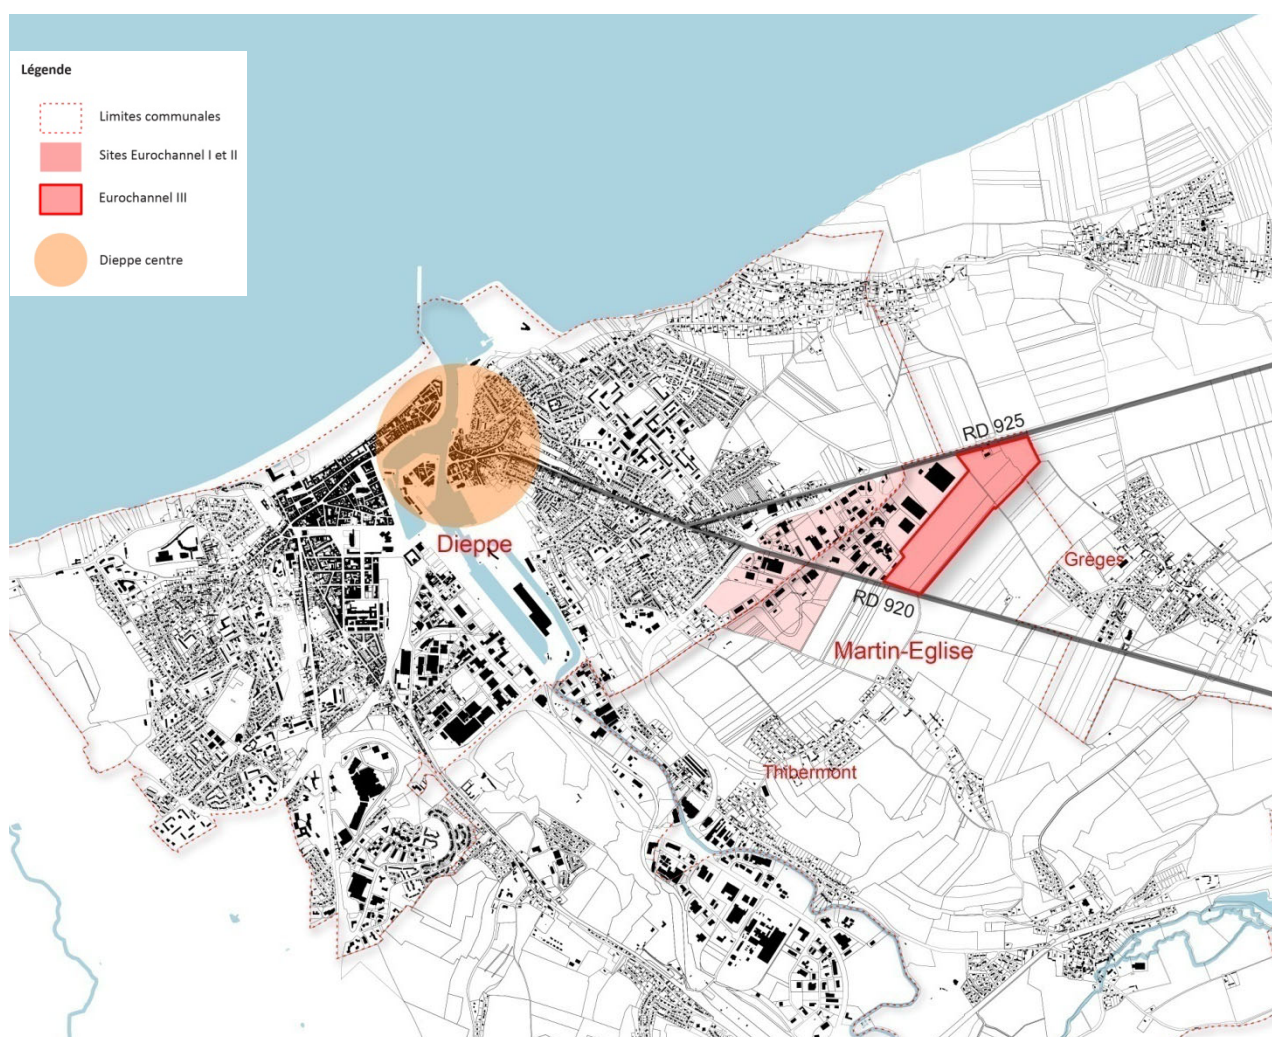 Légende
Limites communales
Sites Eurochannel I et II
Eurochannel III
Dieppe centre
RD 925
Dieppe
Grèges
RD 920
Martin-Eglise
Thibermont